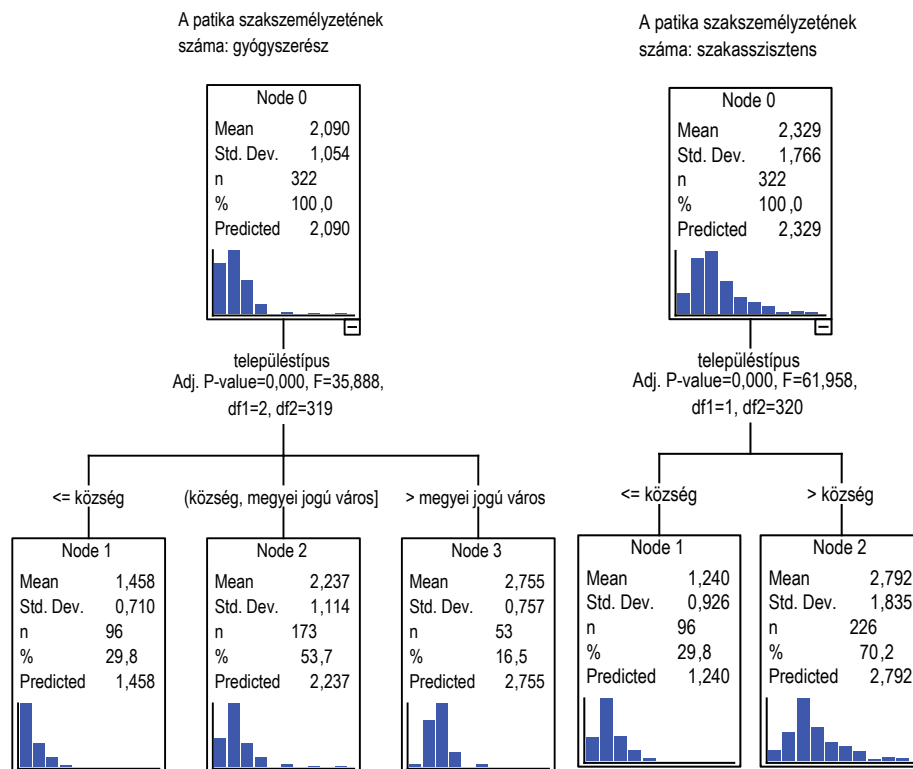 A patika szakszemélyzetének
száma: gyógyszerész
Node 0
Mean 2,090
Std. Dev. 1,054
n 322
% 100,0
Predicted 2,090
településtípus
Adj. P-value=0,000, F=35,888,
df1=2, df2=319
<= község
(község, megyei jogú város]
> megyei jogú város
Node 1
Mean 1,458
Std. Dev. 0,710
n 96
% 29,8
Predicted 1,458
Node 2
Mean 2,237
Std. Dev. 1,114
n 173
% 53,7
Predicted 2,237
Node 3
Mean 2,755
Std. Dev. 0,757
n 53
% 16,5
Predicted 2,755
A patika szakszemélyzetének
száma: szakasszisztens
Node 0
Mean 2,329
Std. Dev. 1,766
n 322
% 100,0
Predicted 2,329
településtípus
Adj. P-value=0,000, F=61,958,
df1=1, df2=320
<= község
> község
Node 1
Mean 1,240
Std. Dev. 0,926
n 96
% 29,8
Predicted 1,240
Node 2
Mean 2,792
Std. Dev. 1,835
n 226
% 70,2
Predicted 2,792